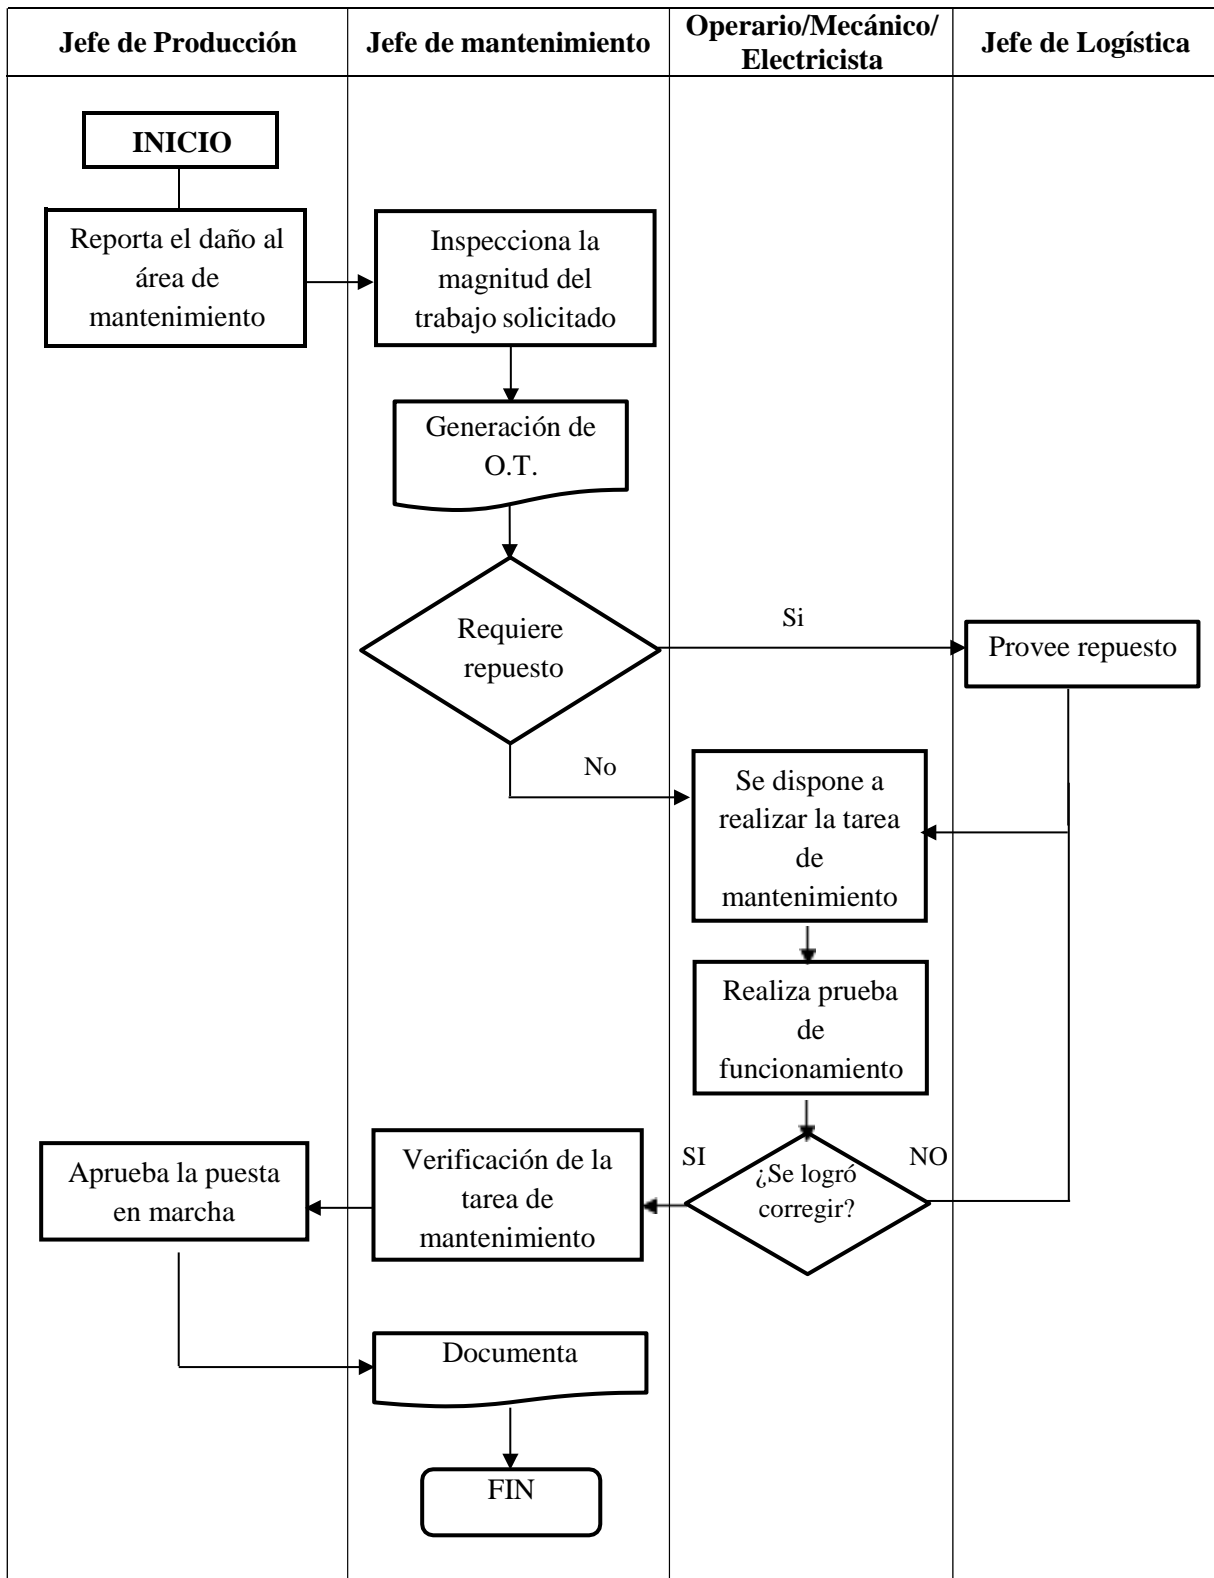 Jefe de Producción
Jefe de mantenimiento
Operario/Mecánico/
Electricista
Jefe de Logística
INICIO
Reporta el daño al
área de
mantenimiento
Inspecciona la
magnitud del
trabajo solicitado
Generación de
O.T.
Requiere
repuesto
Si
Provee repuesto
No
Se dispone a
realizar la tarea
de
mantenimiento
Realiza prueba
de
funcionamiento
¿Se logró
corregir?
SI
NO
Verificación de la
tarea de
mantenimiento
Aprueba la puesta
en marcha
Documenta
FIN